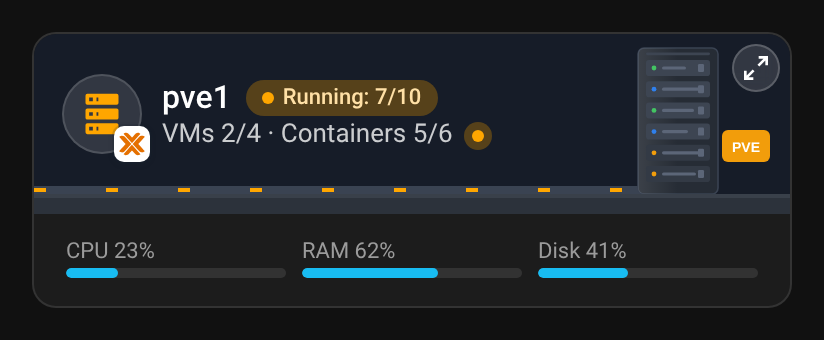 pve1
Running: 7/10
VMs 2/4 · Containers 5/6
PVE
CPU 23%
RAM 62%
Disk 41%